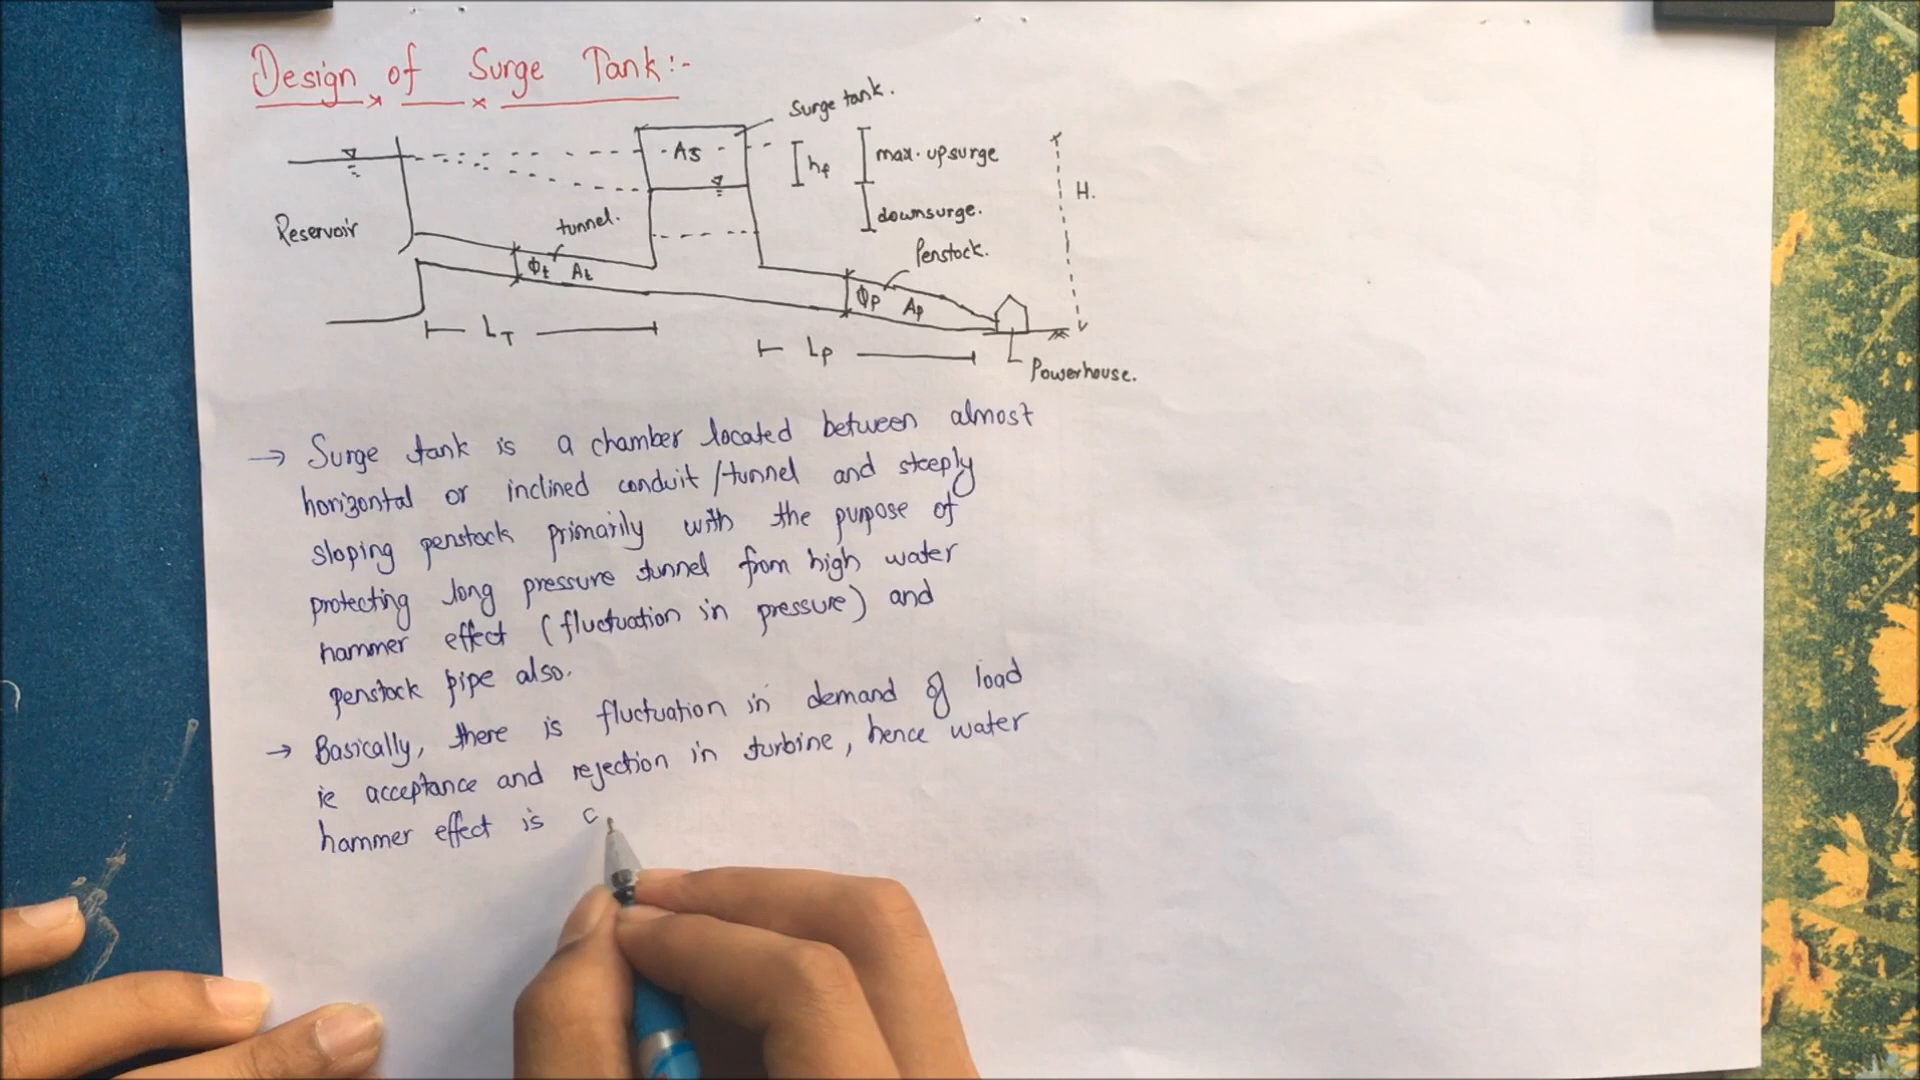 Design of Surge Tank:-
Surge tank.
As
hf
max. upsurge
H.
downsurge.
Reservoir
tunnel.
Penstock.
Φt At
Φp Ap
LT
Lp
Powerhouse.
→ Surge tank is a chamber located between almost
horizontal or inclined conduit/tunnel and steeply
sloping penstock primarily with the purpose of
protecting long pressure tunnel from high water
hammer effect (fluctuation in pressure) and
penstock pipe also.
→ Basically, there is fluctuation in demand of load
ie acceptance and rejection in turbine, hence water
hammer effect is